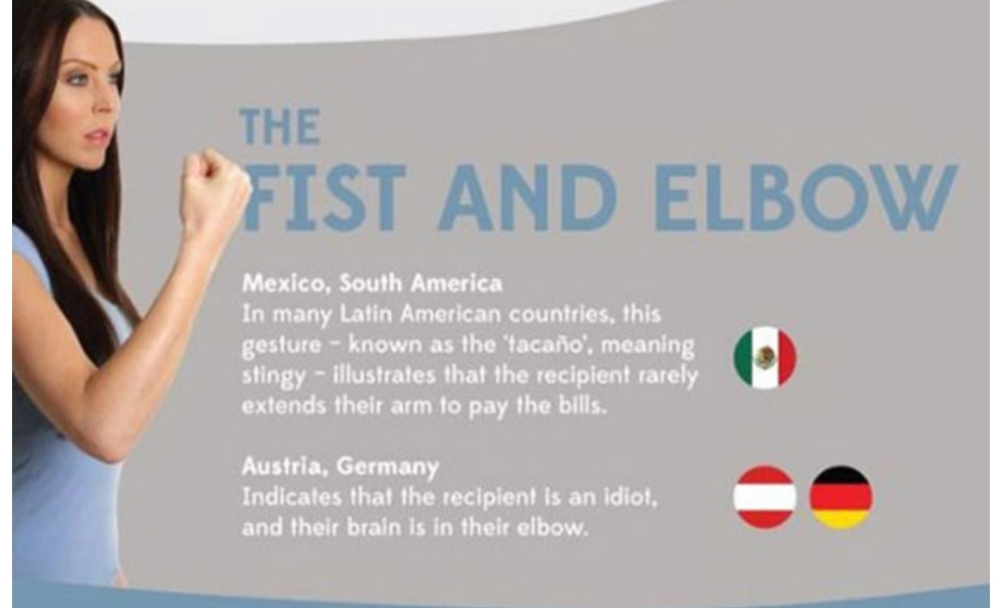 THE
FIST AND ELBOW
Mexico, South America
In many Latin American countries, this
gesture – known as the 'tacaño', meaning
stingy – illustrates that the recipient rarely
extends their arm to pay the bills.
Austria, Germany
Indicates that the recipient is an idiot,
and their brain is in their elbow.